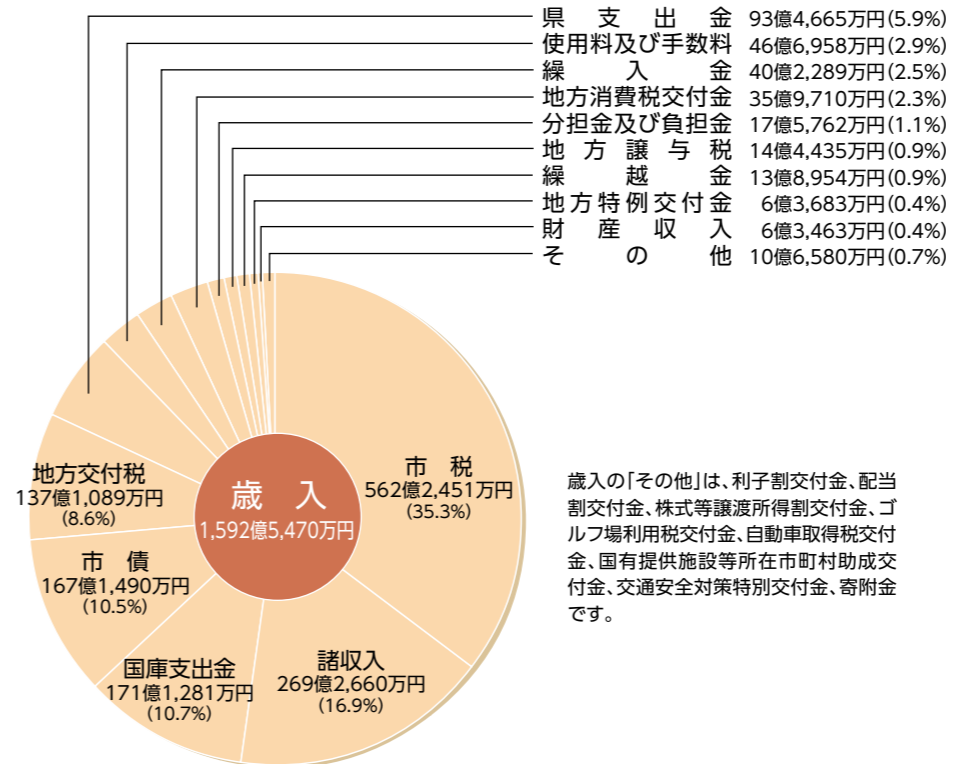 県支出金 93億4,665万円(5.9%)
使用料及び手数料 46億6,958万円(2.9%)
繰入金 40億2,289万円(2.5%)
地方消費税交付金 35億9,710万円(2.3%)
分担金及び負担金 17億5,762万円(1.1%)
地方譲与税 14億4,435万円(0.9%)
繰越金 13億8,954万円(0.9%)
地方特例交付金 6億3,683万円(0.4%)
財産収入 6億3,463万円(0.4%)
その他 10億6,580万円(0.7%)
歳入
1,592億5,470万円
市税
562億2,451万円
(35.3%)
諸収入
269億2,660万円
(16.9%)
国庫支出金
171億1,281万円
(10.7%)
市債
167億1,490万円
(10.5%)
地方交付税
137億1,089万円
(8.6%)
歳入の「その他」は、利子割交付金、配当
割交付金、株式等譲渡所得割交付金、ゴ
ルフ場利用税交付金、自動車取得税交付
金、国有提供施設等所在市町村助成交
付金、交通安全対策特別交付金、寄附金
です。